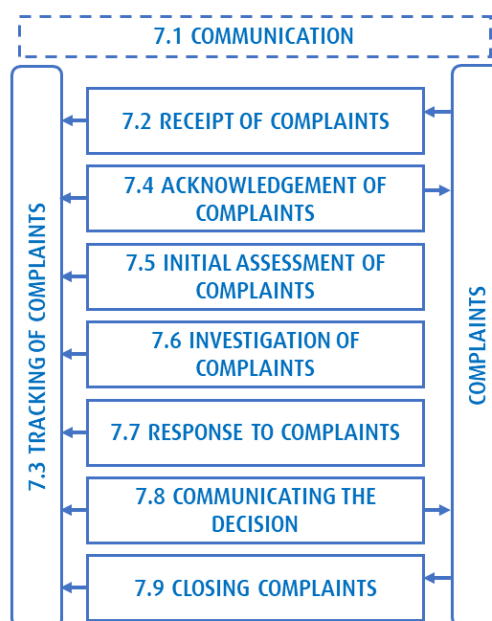 7.1 COMMUNICATION
7.2 RECEIPT OF COMPLAINTS
7.4 ACKNOWLEDGEMENT OF
COMPLAINTS
7.5 INITIAL ASSESSMENT OF
COMPLAINTS
7.6 INVESTIGATION OF
COMPLAINTS
7.7 RESPONSE TO COMPLAINTS
7.8 COMMUNICATING THE
DECISION
7.9 CLOSING COMPLAINTS
7.3 TRACKING OF COMPLAINTS
COMPLAINTS